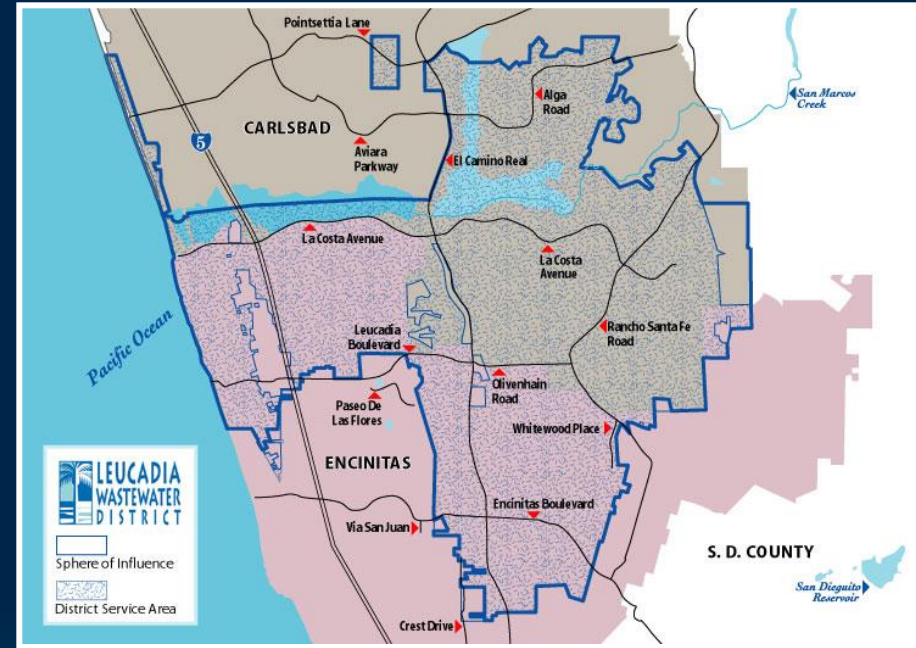 Pointsettia Lane
Alga
Road
San Marcos
Creek
CARLSBAD
5
Aviara
Parkway
El Camino Real
La Costa Avenue
La Costa
Avenue
Pacific Ocean
Leucadia
Boulevard
Rancho Santa Fe
Road
Olivenhain
Road
Paseo De
Las Flores
Whitewood Place
ENCINITAS
LEUCADIA
WASTEWATER
DISTRICT
Sphere of Influence
District Service Area
Encinitas Boulevard
Via San Juan
S. D. COUNTY
San Dieguito
Reservoir
Crest Drive